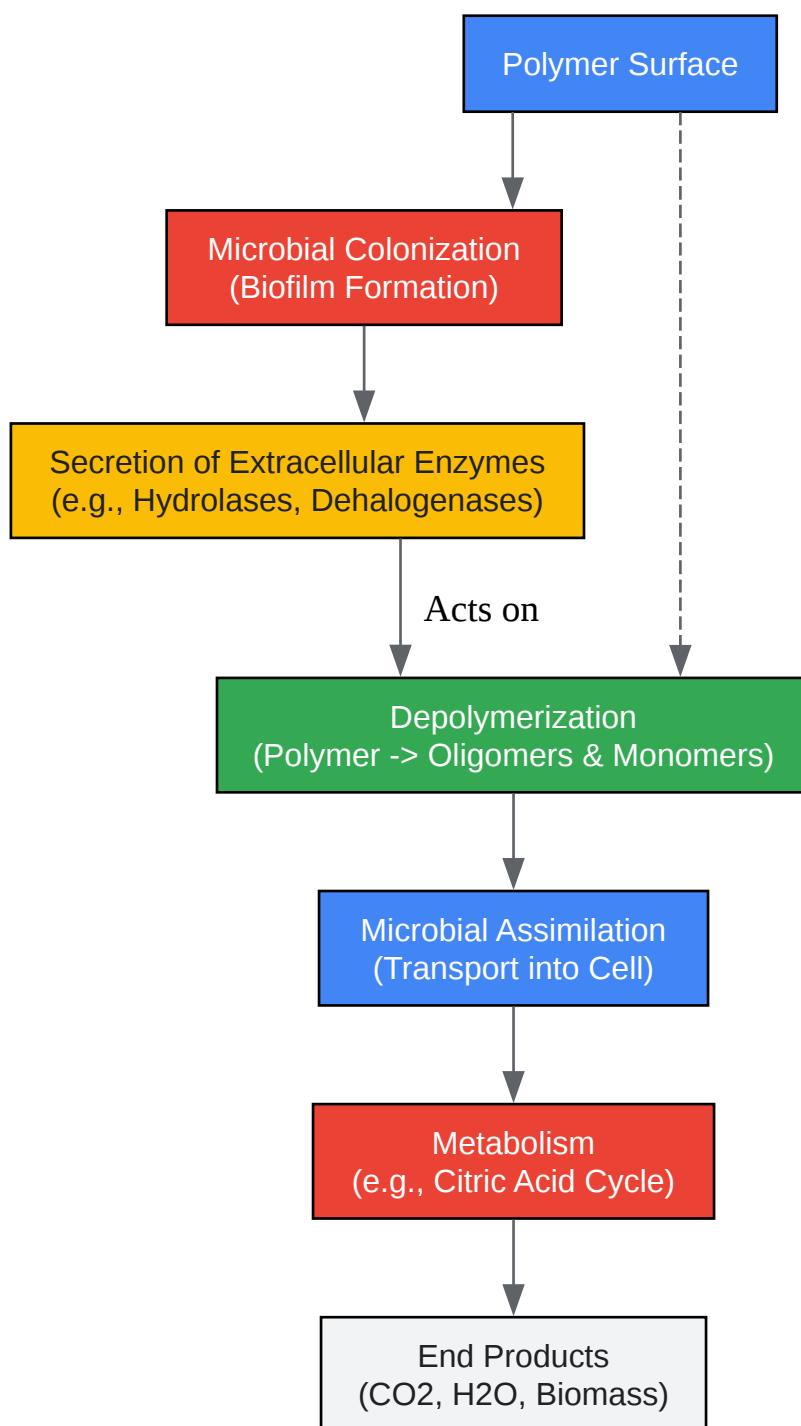 Polymer Surface
Microbial Colonization
(Biofilm Formation)
Secretion of Extracellular Enzymes
(e.g., Hydrolases, Dehalogenases)
Acts on
Depolymerization
(Polymer -> Oligomers & Monomers)
Microbial Assimilation
(Transport into Cell)
Metabolism
(e.g., Citric Acid Cycle)
End Products
(CO2, H2O, Biomass)